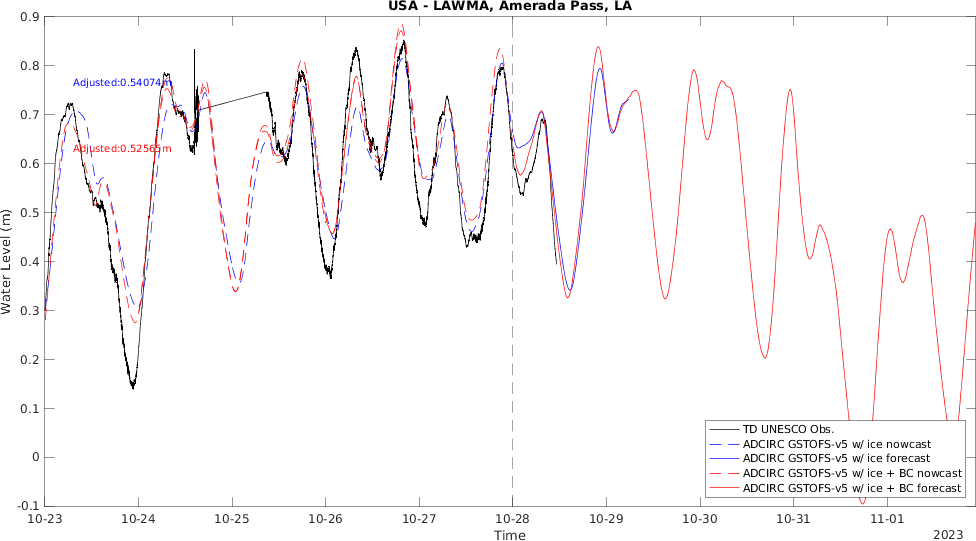 USA - LAWMA, Amerada Pass, LA
0.9
0.8
0.7
0.6
0.5
0.4
0.3
0.2
0.1
0
-0.1
Water Level (m)
Adjusted:0.54074m
Adjusted:0.52565m
TD UNESCO Obs.
ADCIRC GSTOFS-v5 w/ ice nowcast
ADCIRC GSTOFS-v5 w/ ice forecast
ADCIRC GSTOFS-v5 w/ ice + BC nowcast
ADCIRC GSTOFS-v5 w/ ice + BC forecast
10-23 10-24 10-25 10-26 10-27 10-28 10-29 10-30 10-31 11-01
Time
2023